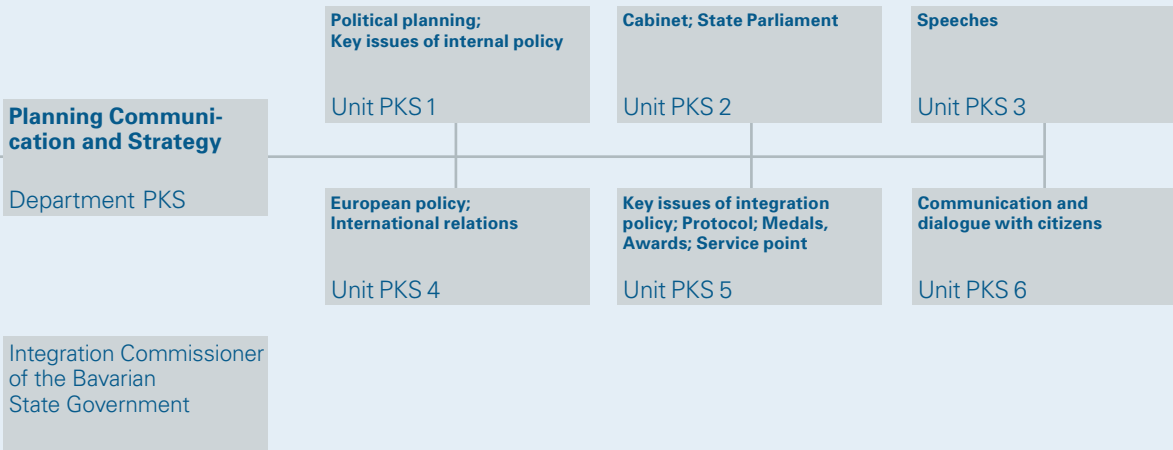 Political planning;
Key issues of internal policy
Unit PKS 1
Cabinet; State Parliament
Unit PKS 2
Speeches
Unit PKS 3
Planning Communi-
cation and Strategy
Department PKS
European policy;
International relations
Unit PKS 4
Key issues of integration
policy; Protocol; Medals,
Awards; Service point
Unit PKS 5
Communication and
dialogue with citizens
Unit PKS 6
Integration Commissioner
of the Bavarian
State Government